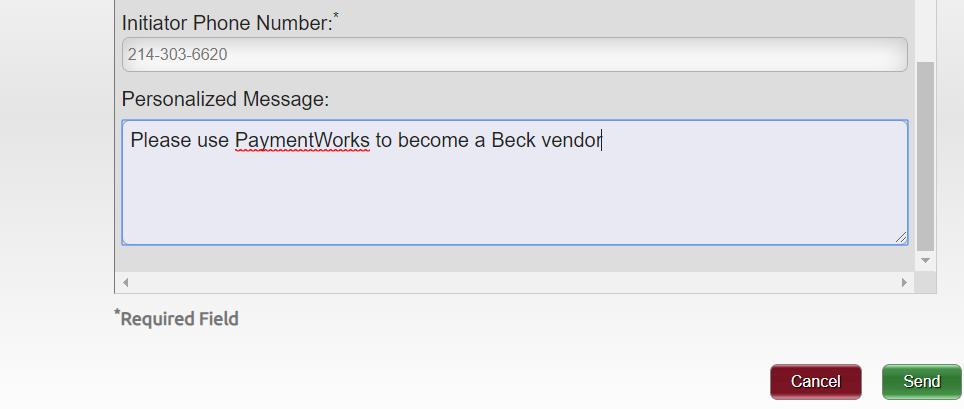 Initiator Phone Number:*
214-303-6620
Personalized Message:
Please use PaymentWorks to become a Beck vendor
*Required Field
Cancel
Send